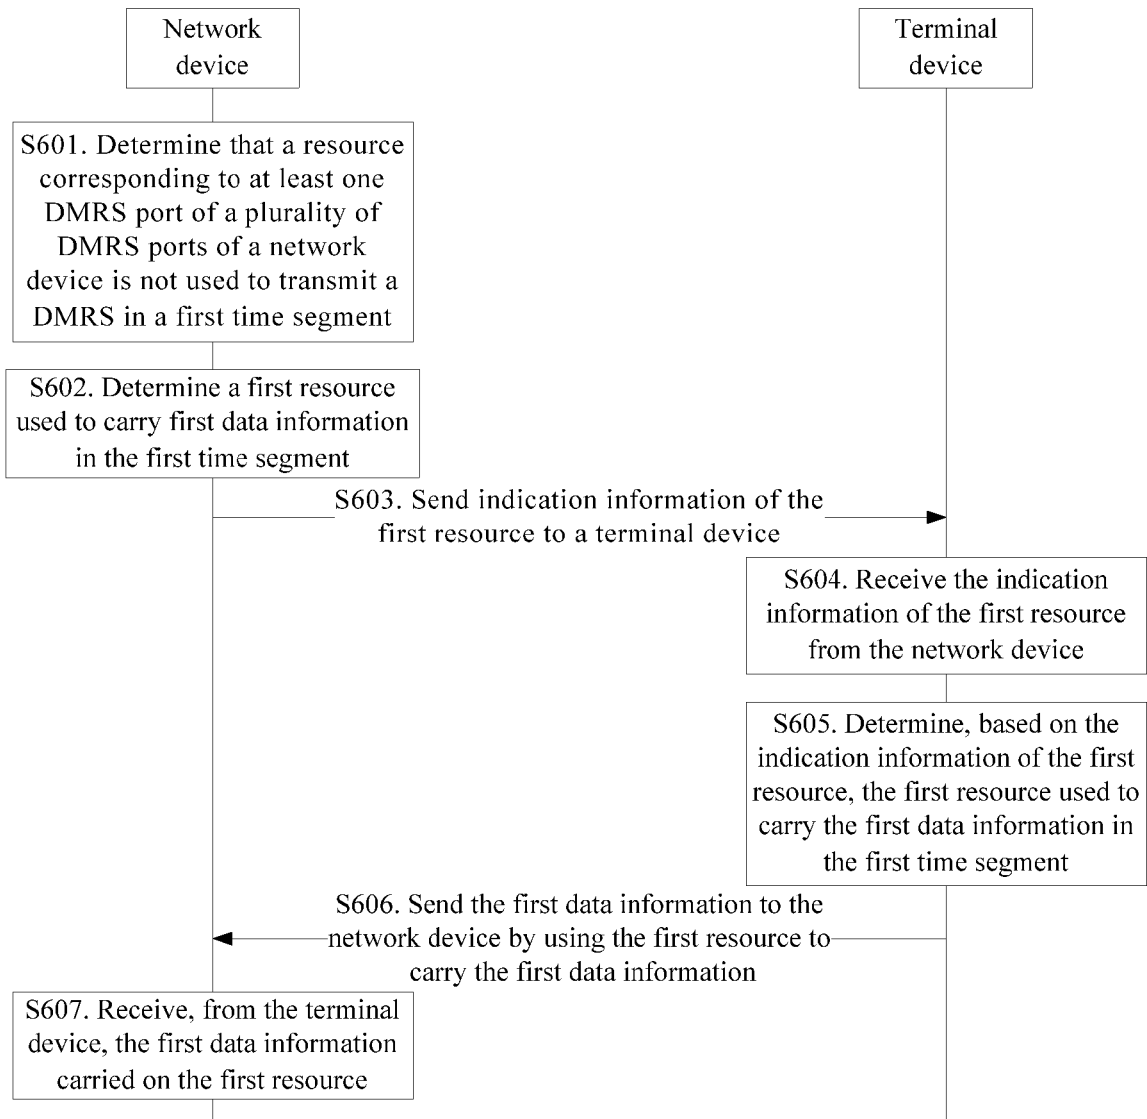 Network
device
Terminal
device
S601. Determine that a resource
corresponding to at least one
DMRS port of a plurality of
DMRS ports of a network
device is not used to transmit a
DMRS in a first time segment
S602. Determine a first resource
used to carry first data information
in the first time segment
S603. Send indication information of the
first resource to a terminal device
S604. Receive the indication
information of the first resource
from the network device
S605. Determine, based on the
indication information of the first
resource, the first resource used to
carry the first data information in
the first time segment
S606. Send the first data information to the
network device by using the first resource to
carry the first data information
S607. Receive, from the terminal
device, the first data information
carried on the first resource